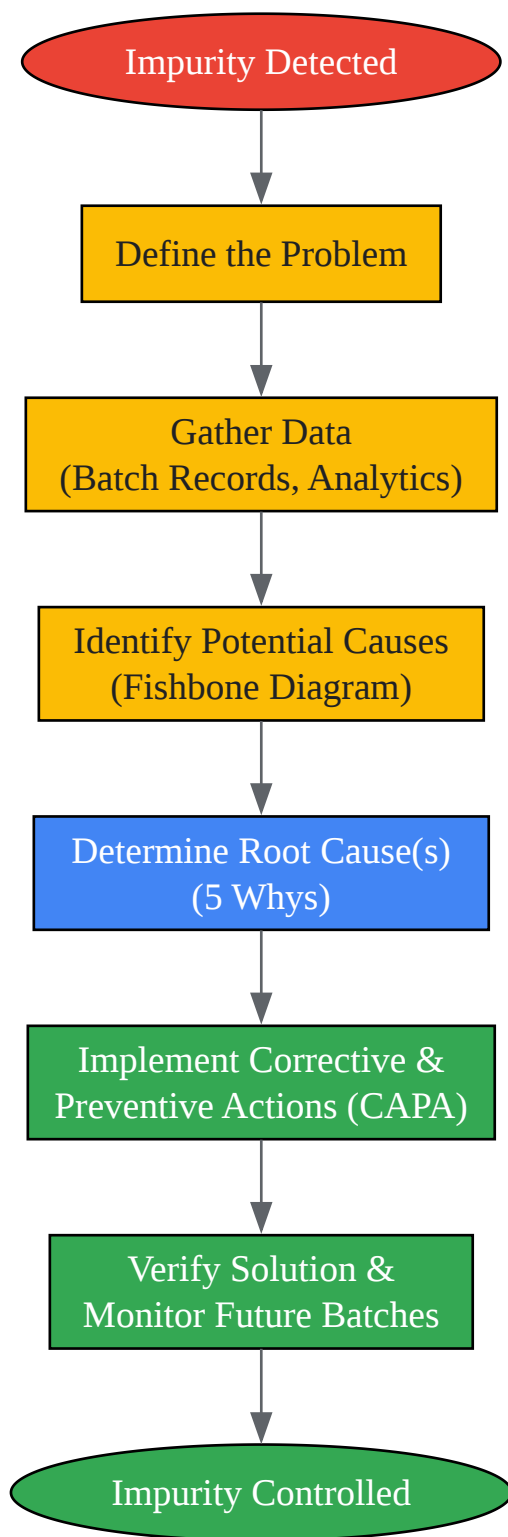 Impurity Detected
Define the Problem
Gather Data
(Batch Records, Analytics)
Identify Potential Causes
(Fishbone Diagram)
Determine Root Cause(s)
(5 Whys)
Implement Corrective &
Preventive Actions (CAPA)
Verify Solution &
Monitor Future Batches
Impurity Controlled